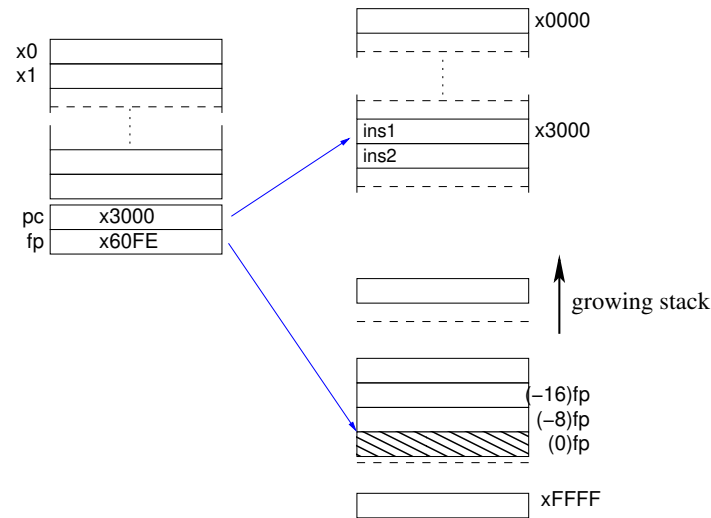 x0
x1
pc x3000
fp x60FE
x0000
ins1 x3000
ins2
growing stack
(−16)fp
(−8)fp
(0)fp
xFFFF